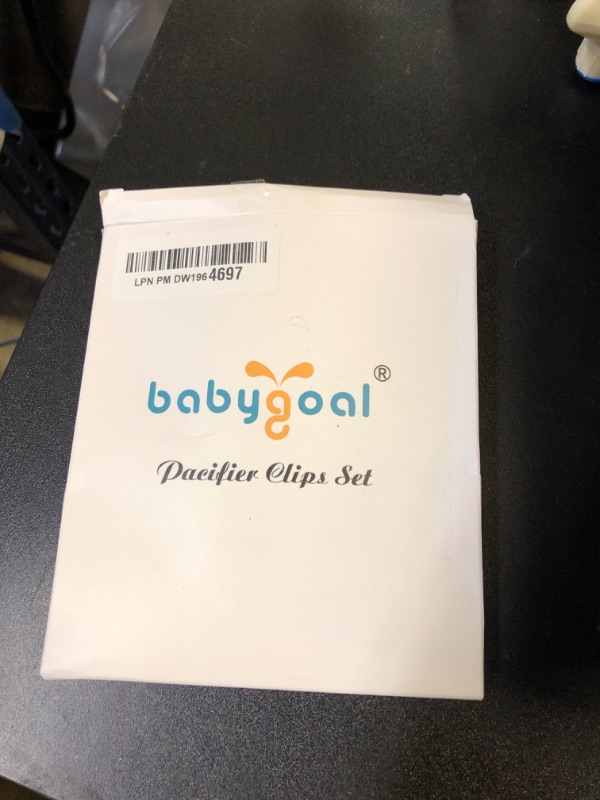 LPN PM DW1964697
babygoal®
Pacifier Clips Set